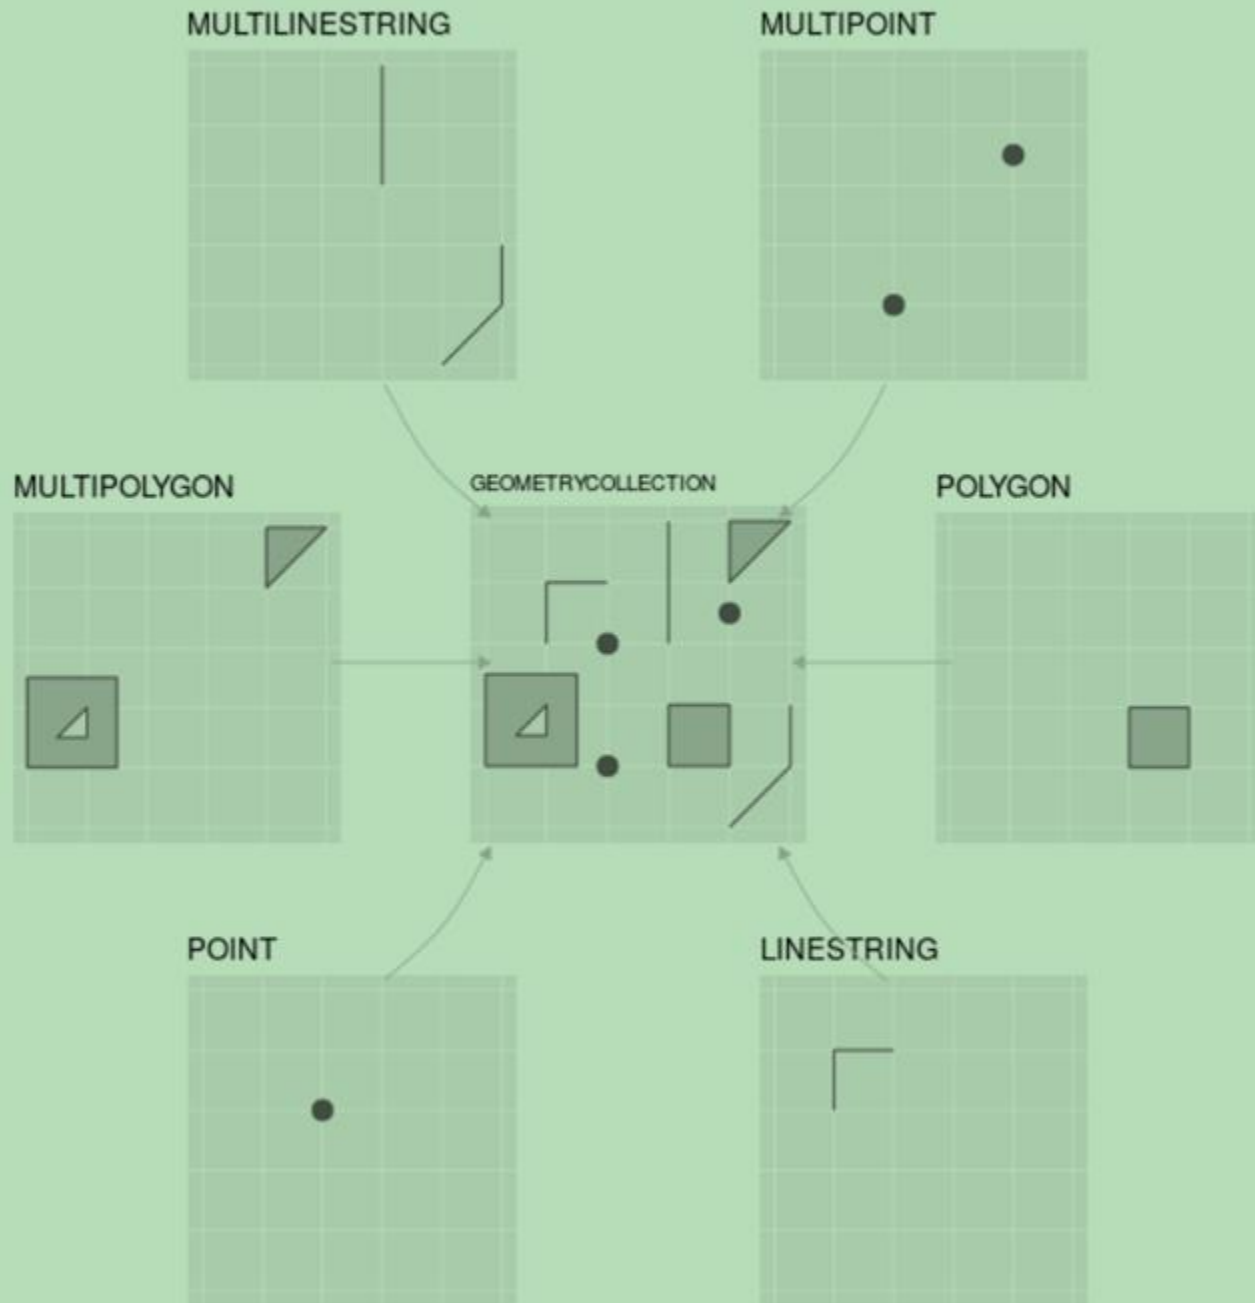 MULTILINESTRING
MULTIPOINT
MULTIPOLYGON
GEOMETRYCOLLECTION
POLYGON
POINT
LINESTRING